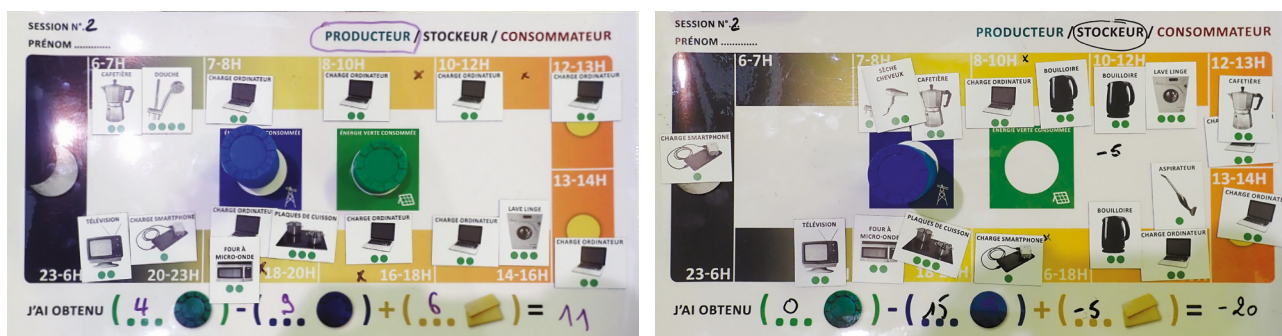 SESSION N°.2
PRÉNOM .............
PRODUCTEUR / STOCKEUR / CONSOMMATEUR
6-7H
7-8H
8-10H
10-12H
12-13H
CAFETIÈRE
DOUCHE
CHARGE ORDINATEUR
CHARGE ORDINATEUR
CHARGE ORDINATEUR
CHARGE ORDINATEUR
CONSOMMÉE
ÉNERGIE VERTE CONSOMMÉE
13-14H
TÉLÉVISION
CHARGE SMARTPHONE
CHARGE ORDINATEUR
PLAQUES DE CUISSON
CHARGE ORDINATEUR
CHARGE ORDINATEUR
LAVE LINGE
CHARGE ORDINATEUR
FOUR À
MICRO-ONDE
23-6H
20-23H
18-20H
16-18H
14-16H
J'AI OBTENU (4) - (9) + (6) = 11
SESSION N°.2
PRÉNOM .............
PRODUCTEUR / STOCKEUR / CONSOMMATEUR
6-7H
7-8H
8-10H
10-12H
12-13H
SÈCHE
CHEVEUX
CAFETIÈRE
CHARGE ORDINATEUR
BOUILLOIRE
BOUILLOIRE
LAVE LINGE
CAFETIÈRE
CHARGE SMARTPHONE
ÉNERGIE VERTE CONSOMMÉE
-5
ASPIRATEUR
13-14H
CHARGE ORDINATEUR
TÉLÉVISION
FOUR À
MICRO-ONDE
PLAQUES DE CUISSON
CHARGE SMARTPHONE
BOUILLOIRE
CHARGE ORDINATEUR
23-6H
6-18H
J'AI OBTENU (0) - (15) + (-5) = -20